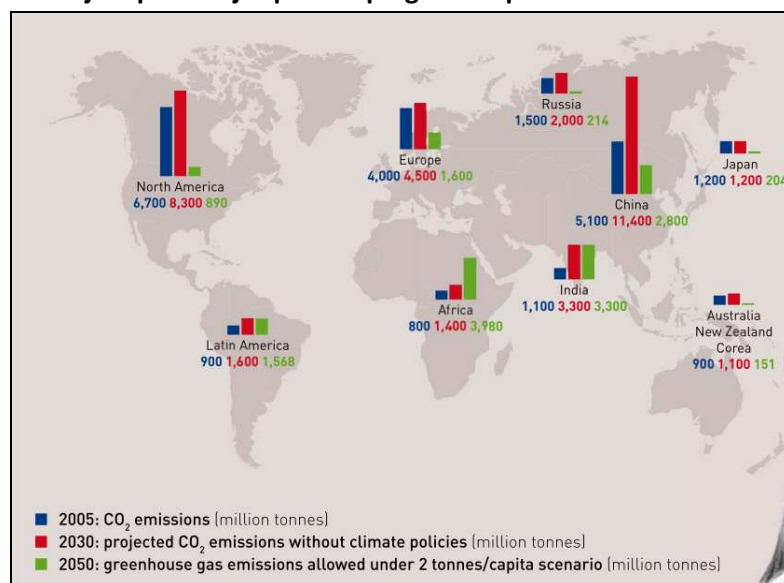 Russia
1,500 2,000 214
North America
6,700 8,300 890
Europe
4,000 4,500 1,600
Japan
1,200 1,200 204
China
5,100 11,400 2,800
India
1,100 3,300 3,300
Africa
800 1,400 3,980
Latin America
900 1,600 1,568
Australia
New Zealand
Corea
900 1,100 151
2005: CO₂ emissions (million tonnes)
2030: projected CO₂ emissions without climate policies (million tonnes)
2050: greenhouse gas emissions allowed under 2 tonnes/capita scenario (million tonnes)